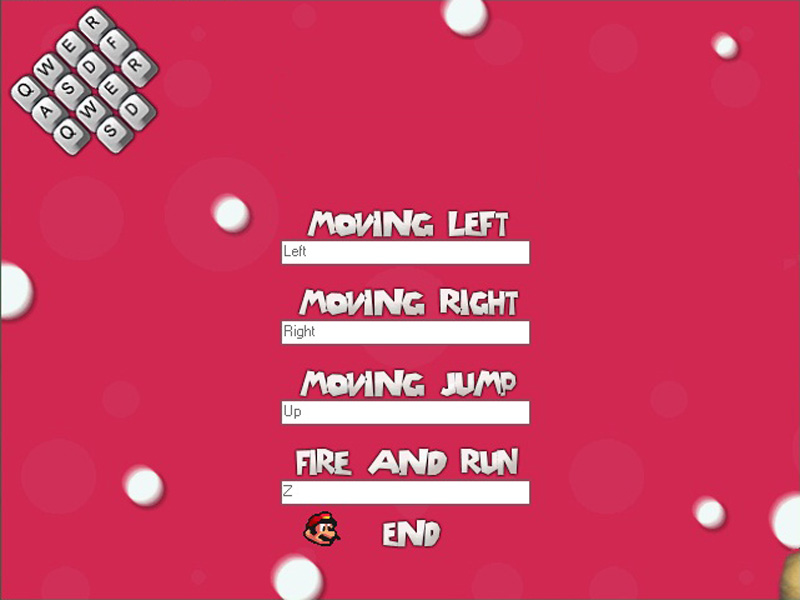 R
E F
W D R
Q S E
A W D
Q S
MOVING LEFT
Left
MOVING RIGHT
Right
MOVING JUMP
Up
FIRE AND RUN
Z
END